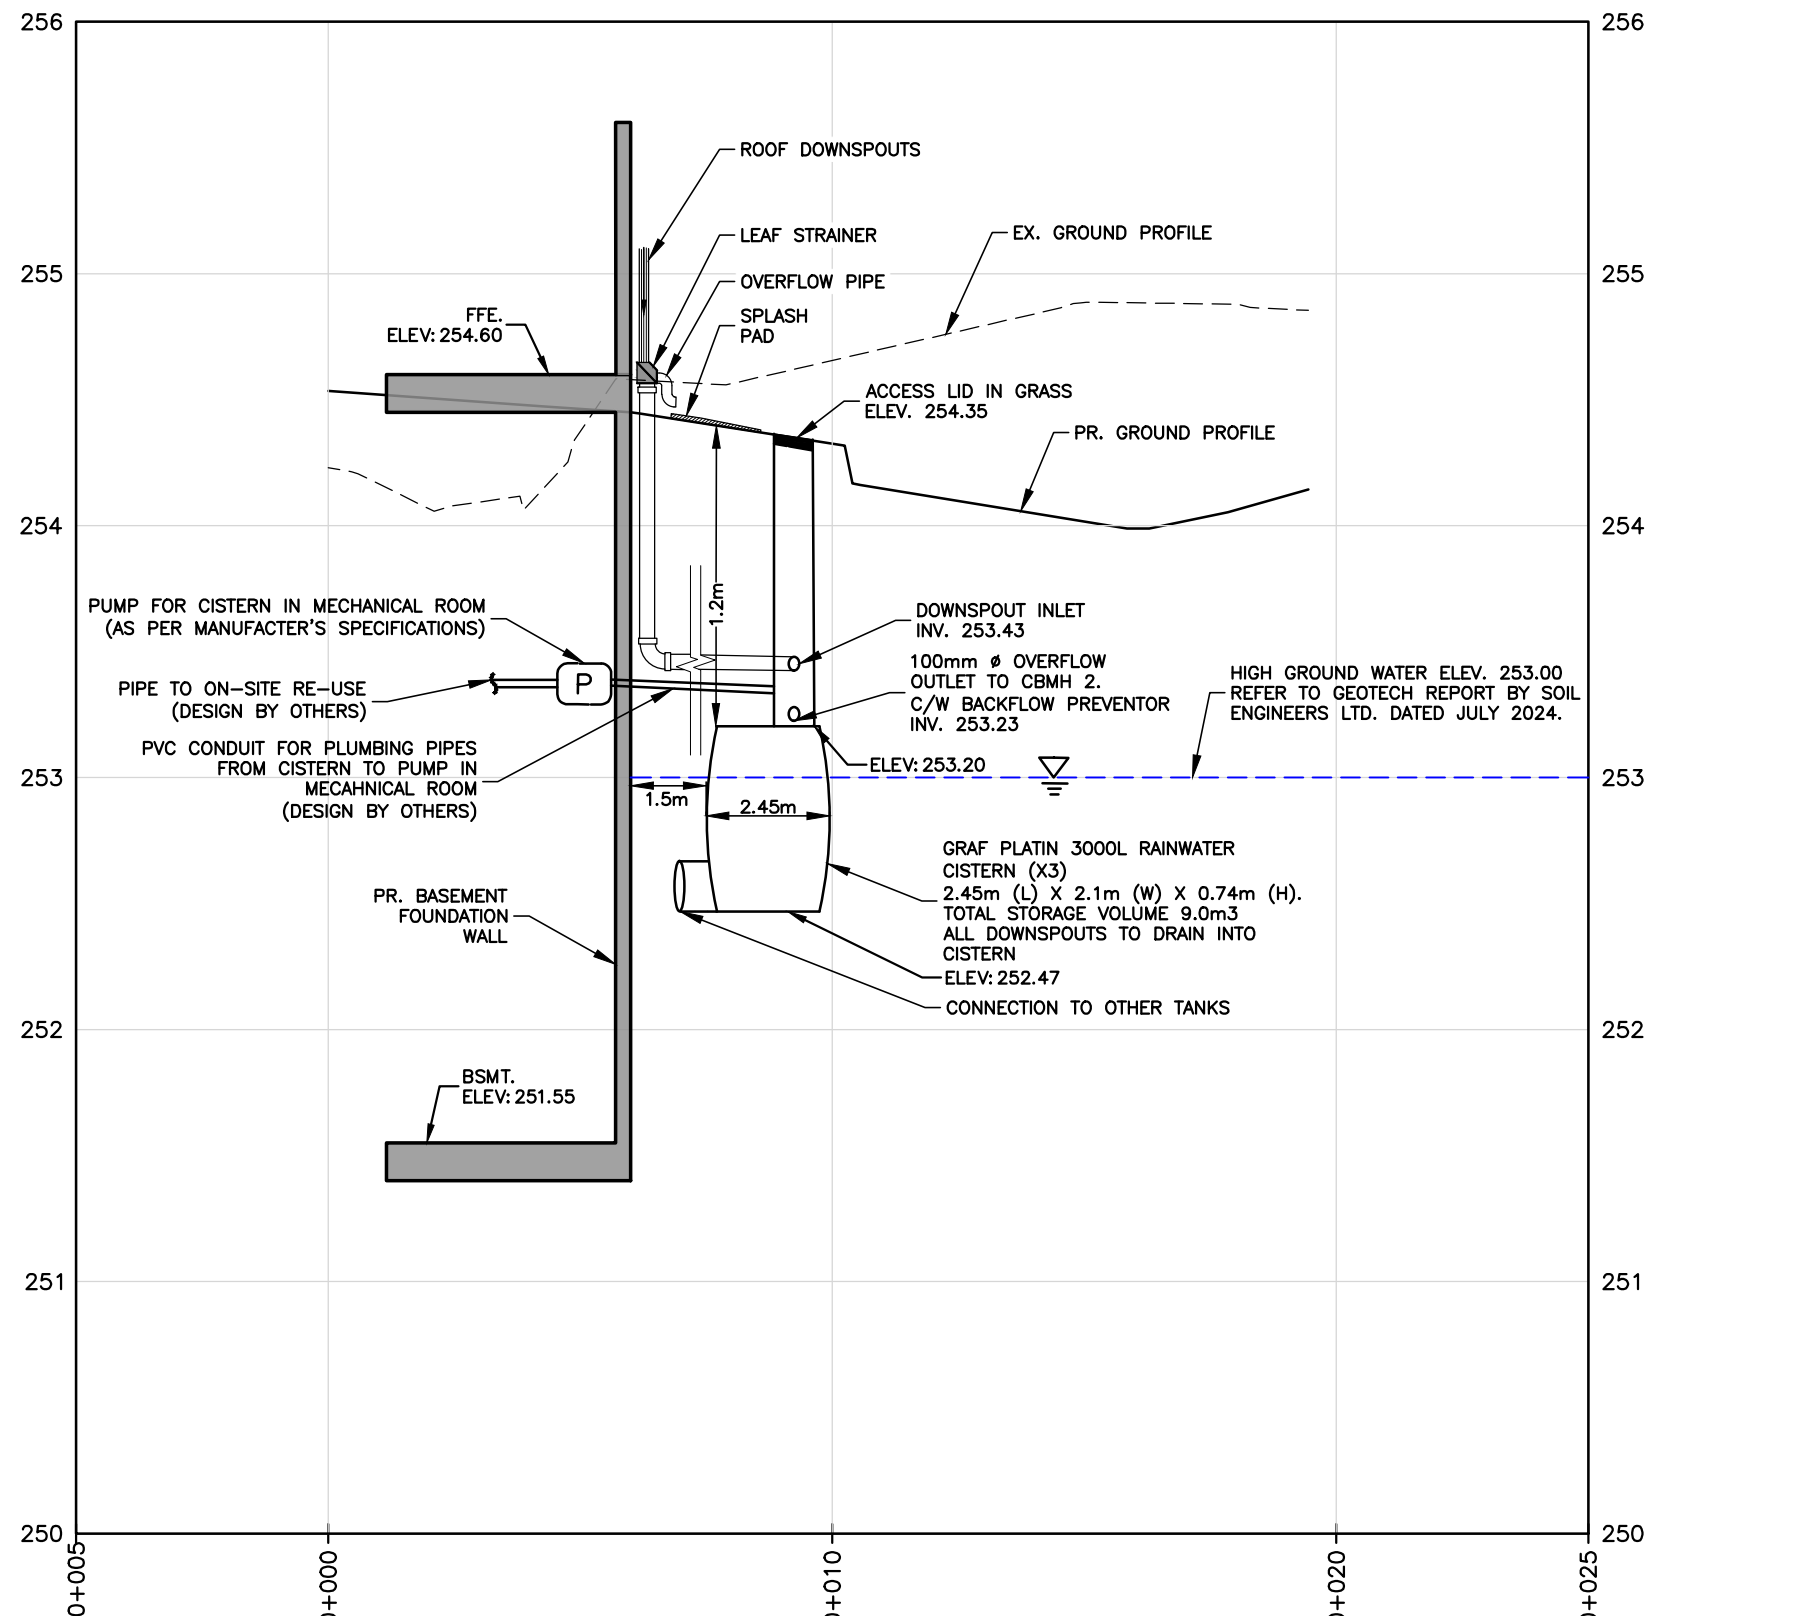 256
256
ROOF DOWNSPOUTS
LEAF STRAINER
EX. GROUND PROFILE
255
255
OVERFLOW PIPE
FFE.
ELEV: 254.60
SPLASH
PAD
ACCESS LID IN GRASS
ELEV. 254.35
PR. GROUND PROFILE
254
254
PUMP FOR CISTERN IN MECHANICAL ROOM
(AS PER MANUFACTER'S SPECIFICATIONS)
1.2m
DOWNSPOUT INLET
INV. 253.43
100mm Ø OVERFLOW
OUTLET TO CBMH 2.
C/W BACKFLOW PREVENTOR
INV. 253.23
HIGH GROUND WATER ELEV. 253.00
REFER TO GEOTECH REPORT BY SOIL
ENGINEERS LTD. DATED JULY 2024.
P
PIPE TO ON-SITE RE-USE
(DESIGN BY OTHERS)
PVC CONDUIT FOR PLUMBING PIPES
FROM CISTERN TO PUMP IN
MECAHNICAL ROOM
(DESIGN BY OTHERS)
ELEV: 253.20
253
253
1.5m
2.45m
GRAF PLATIN 3000L RAINWATER
CISTERN (X3)
2.45m (L) X 2.1m (W) X 0.74m (H).
TOTAL STORAGE VOLUME 9.0m3
ALL DOWNSPOUTS TO DRAIN INTO
CISTERN
PR. BASEMENT
FOUNDATION
WALL
ELEV: 252.47
CONNECTION TO OTHER TANKS
252
252
BSMT.
ELEV: 251.55
251
251
250
250
0+005
0+000
0+010
0+020
0+025